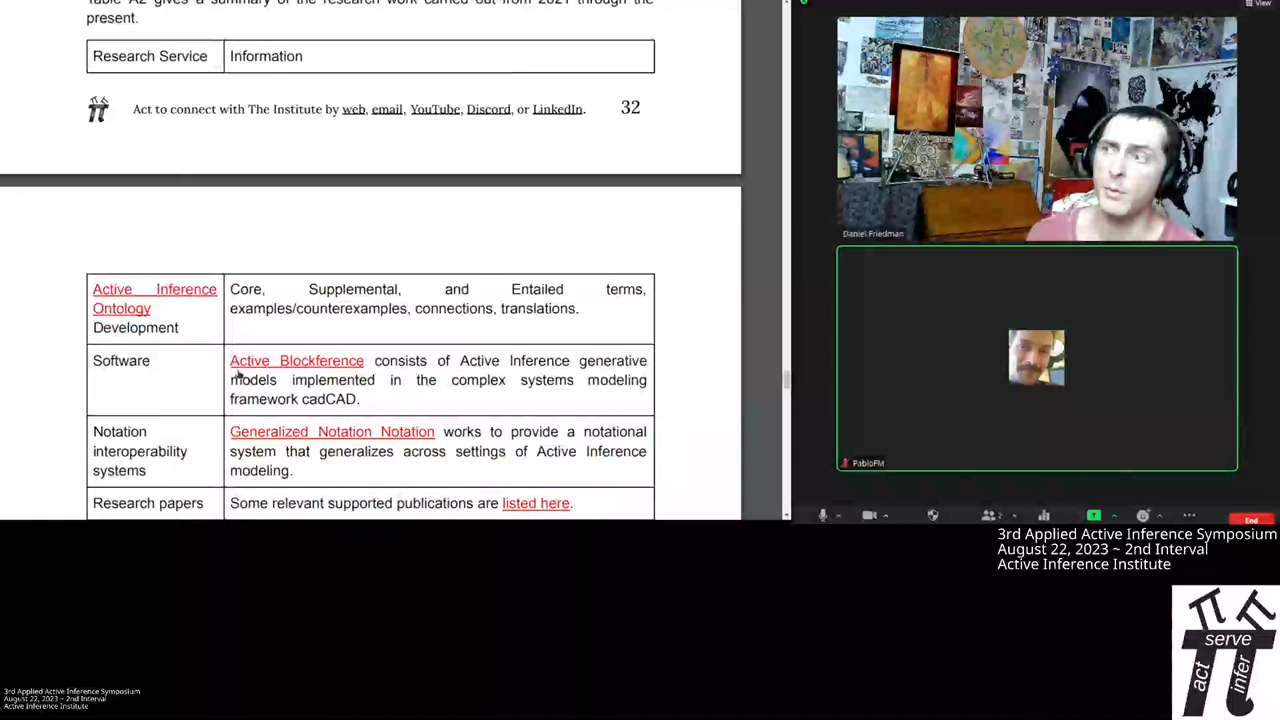 Table A2 gives a summary of the research work carried out from 2021 through the
present.
Research Service
Information
Act to connect with The Institute by web, email, YouTube, Discord, or LinkedIn.
32
Active Inference
Ontology
Development
Core, Supplemental, and Entailed terms,
examples/counterexamples, connections, translations.
Software
Active Blockference consists of Active Inference generative
models implemented in the complex systems modeling
framework cadCAD.
Notation
interoperability
systems
Generalized Notation Notation works to provide a notational
system that generalizes across settings of Active Inference
modeling.
Research papers
Some relevant supported publications are listed here.
View
Daniel Friedman
PabloFM
2
End
3rd Applied Active Inference Symposium
August 22, 2023 ~ 2nd Interval
Active Inference Institute
serve
act
infer
3rd Applied Active Inference Symposium
August 22, 2023 ~ 2nd Interval
Active Inference Institute